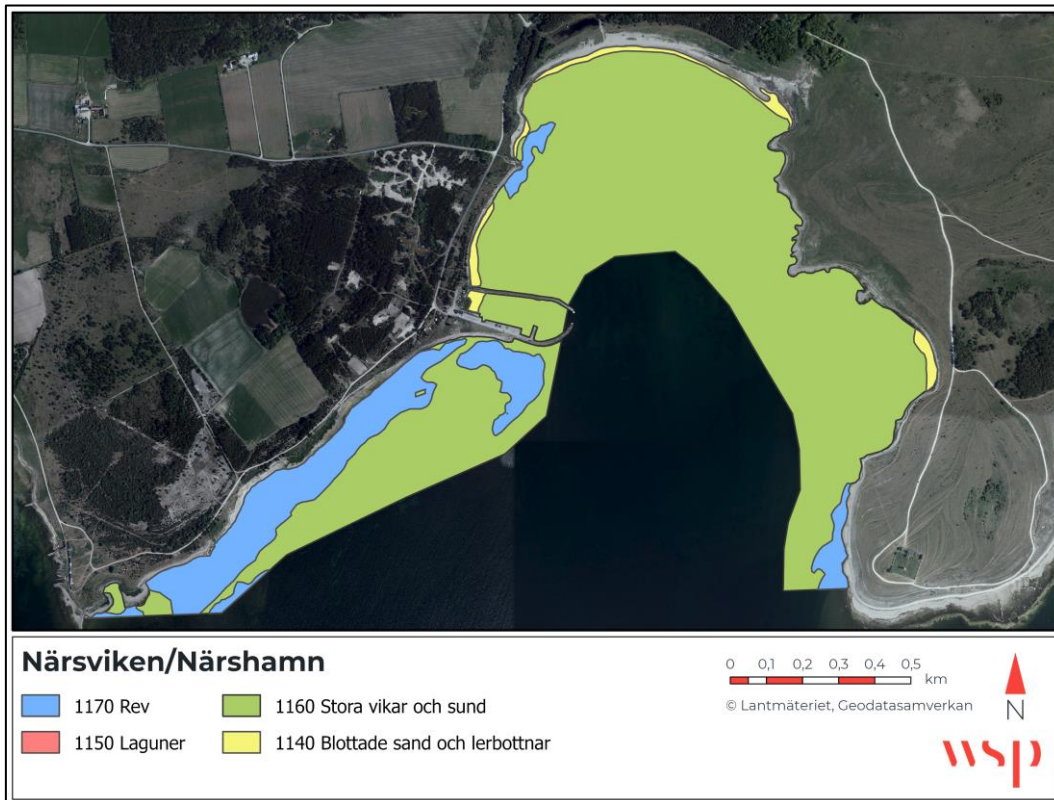 Närsviken/Närshamn
1170 Rev
1160 Stora vikar och sund
1150 Laguner
1140 Blottade sand och lerbottnar
0 0,1 0,2 0,3 0,4 0,5
km
© Lantmäteriet, Geodatasamverkan
N
wsp